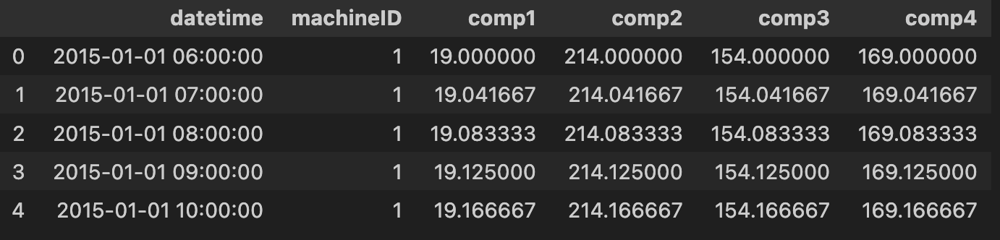 datetime machineID comp1 comp2 comp3 comp4
0 2015-01-01 06:00:00 1 19.000000 214.000000 154.000000 169.000000
1 2015-01-01 07:00:00 1 19.041667 214.041667 154.041667 169.041667
2 2015-01-01 08:00:00 1 19.083333 214.083333 154.083333 169.083333
3 2015-01-01 09:00:00 1 19.125000 214.125000 154.125000 169.125000
4 2015-01-01 10:00:00 1 19.166667 214.166667 154.166667 169.166667